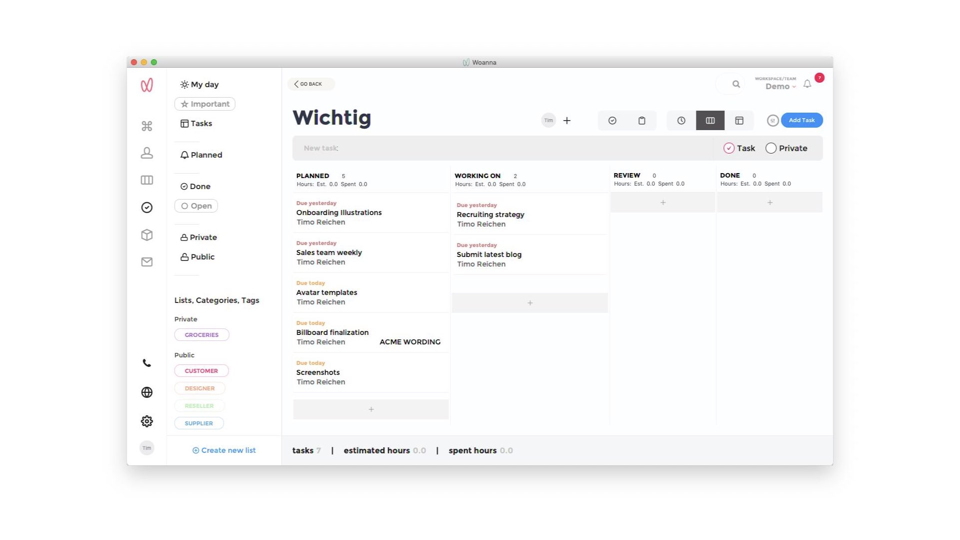 Woanna
My day
Important
Tasks
Planned
Done
Open
Private
Public
Lists, Categories, Tags
Private
GROCERIES
Public
CUSTOMER
DESIGNER
RESELLER
SUPPLIER
Create new list
Tim
GO BACK
WORKSPACE/TEAM
Demo
Wichtig
Tim
Add Task
New task:
Task
Private
PLANNED 5
Hours: Est. 0.0 Spent 0.0
Due yesterday
Onboarding Illustrations
Timo Reichen
Due yesterday
Sales team weekly
Timo Reichen
Due today
Avatar templates
Timo Reichen
Due today
Billboard finalization
Timo Reichen ACME WORDING
Due today
Screenshots
Timo Reichen
WORKING ON 2
Hours: Est. 0.0 Spent 0.0
Due yesterday
Recruiting strategy
Timo Reichen
Due yesterday
Submit latest blog
Timo Reichen
REVIEW 0
Hours: Est. 0.0 Spent 0.0
DONE 0
Hours: Est. 0.0 Spent 0.0
tasks 7 | estimated hours 0.0 | spent hours 0.0